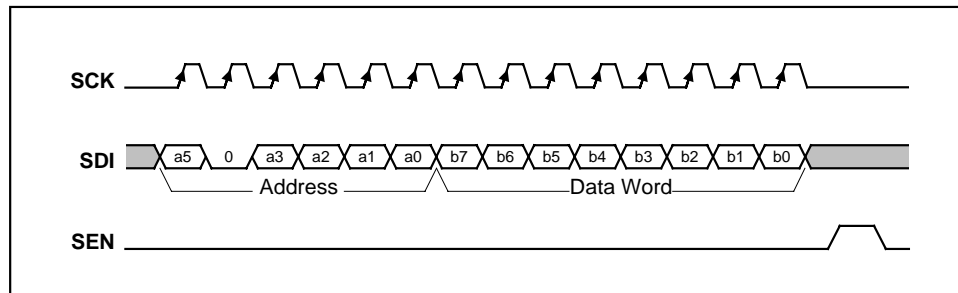 SCK
SDI a5 0 a3 a2 a1 a0 b7 b6 b5 b4 b3 b2 b1 b0
Address Data Word
SEN